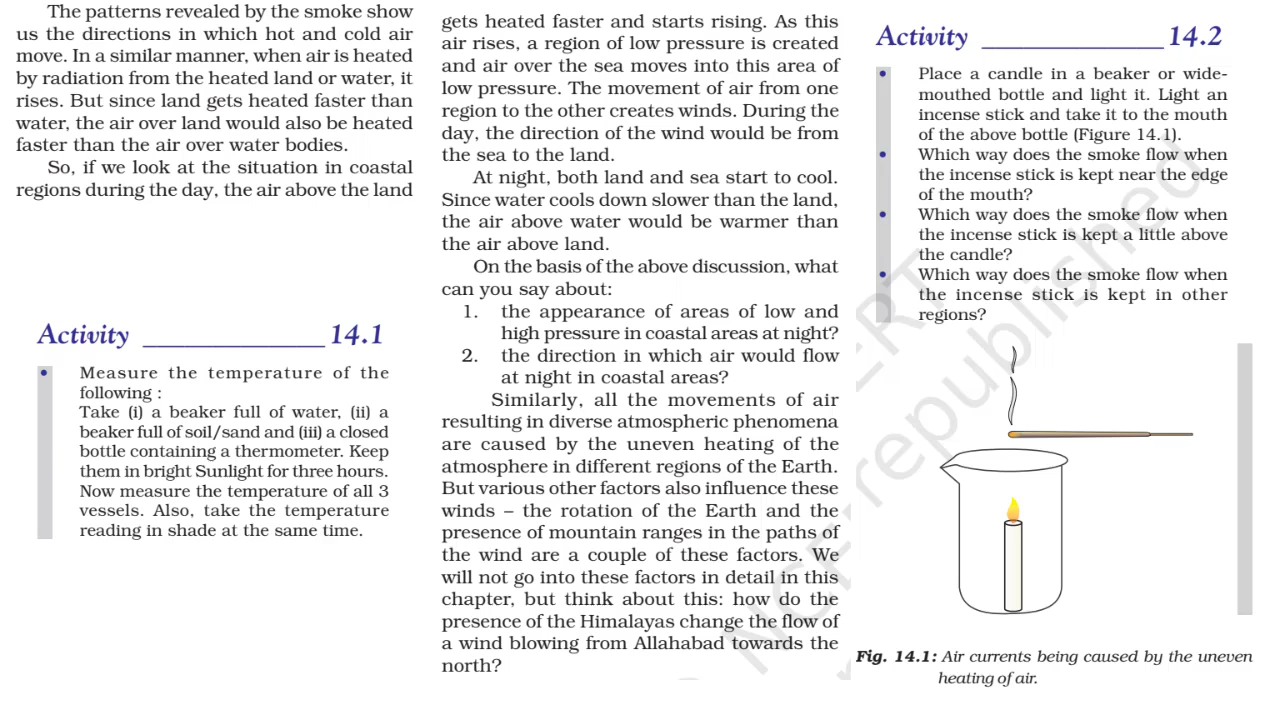 The patterns revealed by the smoke show
us the directions in which hot and cold air
move. In a similar manner, when air is heated
by radiation from the heated land or water, it
rises. But since land gets heated faster than
water, the air over land would also be heated
faster than the air over water bodies.
So, if we look at the situation in coastal
regions during the day, the air above the land
Activity _______________ 14.1
• Measure the temperature of the
following :
Take (i) a beaker full of water, (ii) a
beaker full of soil/sand and (iii) a closed
bottle containing a thermometer. Keep
them in bright Sunlight for three hours.
Now measure the temperature of all 3
vessels. Also, take the temperature
reading in shade at the same time.
gets heated faster and starts rising. As this
air rises, a region of low pressure is created
and air over the sea moves into this area of
low pressure. The movement of air from one
region to the other creates winds. During the
day, the direction of the wind would be from
the sea to the land.
At night, both land and sea start to cool.
Since water cools down slower than the land,
the air above water would be warmer than
the air above land.
On the basis of the above discussion, what
can you say about:
1. the appearance of areas of low and
high pressure in coastal areas at night?
2. the direction in which air would flow
at night in coastal areas?
Similarly, all the movements of air
resulting in diverse atmospheric phenomena
are caused by the uneven heating of the
atmosphere in different regions of the Earth.
But various other factors also influence these
winds – the rotation of the Earth and the
presence of mountain ranges in the paths of
the wind are a couple of these factors. We
will not go into these factors in detail in this
chapter, but think about this: how do the
presence of the Himalayas change the flow of
a wind blowing from Allahabad towards the
north?
Activity _______________ 14.2
• Place a candle in a beaker or wide-
mouthed bottle and light it. Light an
incense stick and take it to the mouth
of the above bottle (Figure 14.1).
• Which way does the smoke flow when
the incense stick is kept near the edge
of the mouth?
• Which way does the smoke flow when
the incense stick is kept a little above
the candle?
• Which way does the smoke flow when
the incense stick is kept in other
regions?
Fig. 14.1: Air currents being caused by the uneven
heating of air.
republished